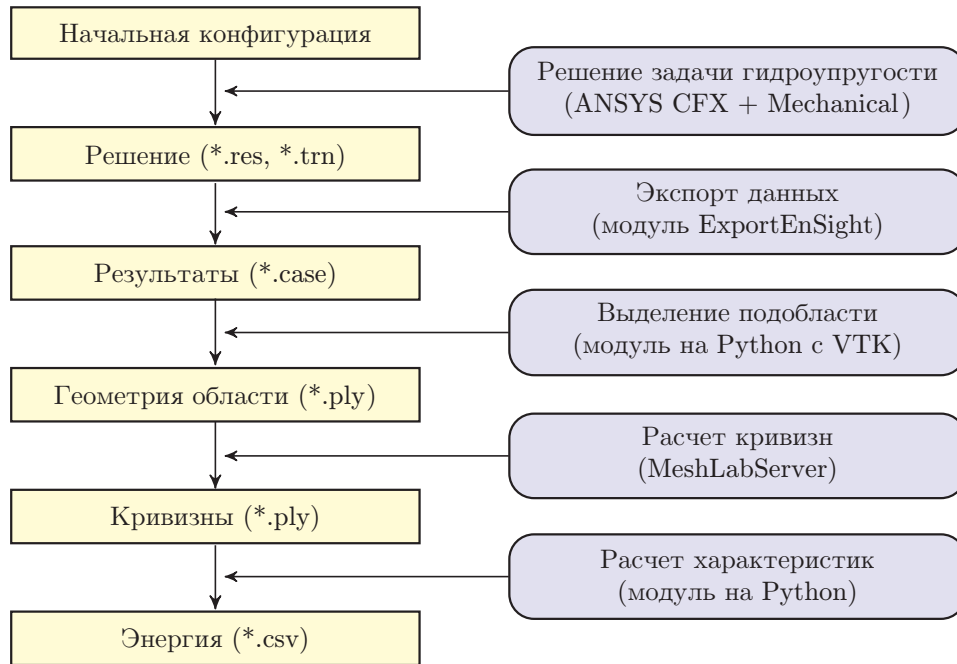 Начальная конфигурация
Решение задачи гидроупругости
(ANSYS CFX + Mechanical)
Решение (*.res, *.trn)
Экспорт данных
(модуль ExportEnSight)
Результаты (*.case)
Выделение подобласти
(модуль на Python с VTK)
Геометрия области (*.ply)
Расчет кривизн
(MeshLabServer)
Кривизны (*.ply)
Расчет характеристик
(модуль на Python)
Энергия (*.csv)